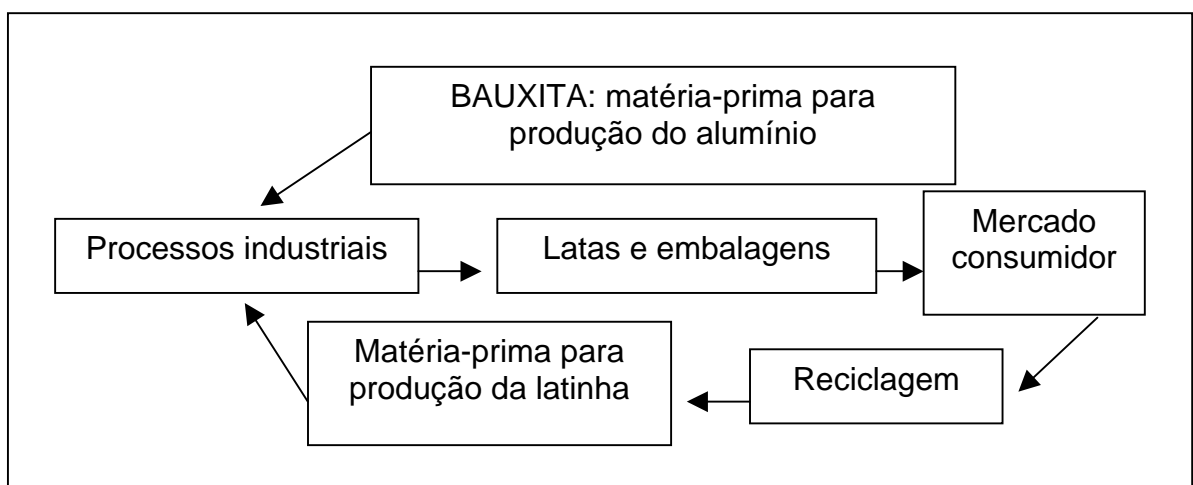 BAUXITA: matéria-prima para
produção do alumínio
Processos industriais
Latas e embalagens
Mercado
consumidor
Matéria-prima para
produção da latinha
Reciclagem